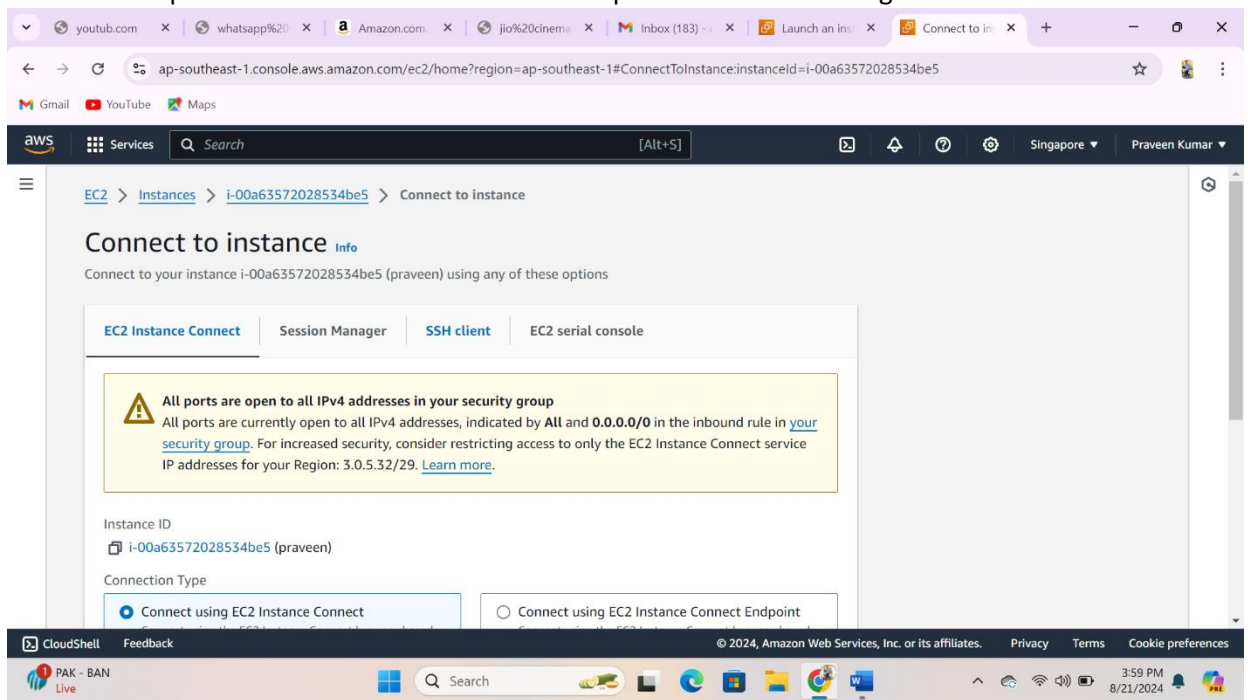 youtub.com
whatsapp%20
Amazon.com.
jio%20cinema
Inbox (183) -
Launch an inst
Connect to in
ap-southeast-1.console.aws.amazon.com/ec2/home?region=ap-southeast-1#ConnectToInstance:instanceId=i-00a63572028534be5
Gmail YouTube Maps
aws Services Search [Alt+S] Singapore Praveen Kumar
EC2 > Instances > i-00a63572028534be5 > Connect to instance
Connect to instance Info
Connect to your instance i-00a63572028534be5 (praveen) using any of these options
EC2 Instance Connect Session Manager SSH client EC2 serial console
All ports are open to all IPv4 addresses in your security group
All ports are currently open to all IPv4 addresses, indicated by All and 0.0.0.0/0 in the inbound rule in your
security group. For increased security, consider restricting access to only the EC2 Instance Connect service
IP addresses for your Region: 3.0.5.32/29. Learn more.
Instance ID
i-00a63572028534be5 (praveen)
Connection Type
Connect using EC2 Instance Connect
Connect using EC2 Instance Connect Endpoint
CloudShell Feedback © 2024, Amazon Web Services, Inc. or its affiliates. Privacy Terms Cookie preferences
PAK - BAN
Live
Search
3:59 PM
8/21/2024
PRE